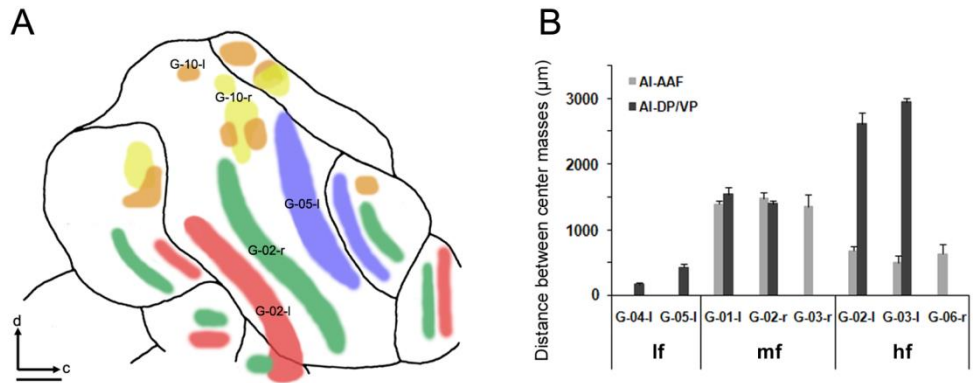 A
G-10-l
G-10-r
G-05-l
G-02-r
G-02-l
d
c
B
Distance between center masses (µm)
AI-AAF
AI-DP/VP
3000
2000
1000
0
G-04-l G-05-l G-01-l G-02-r G-03-r G-02-l G-03-l G-06-r
lf mf hf